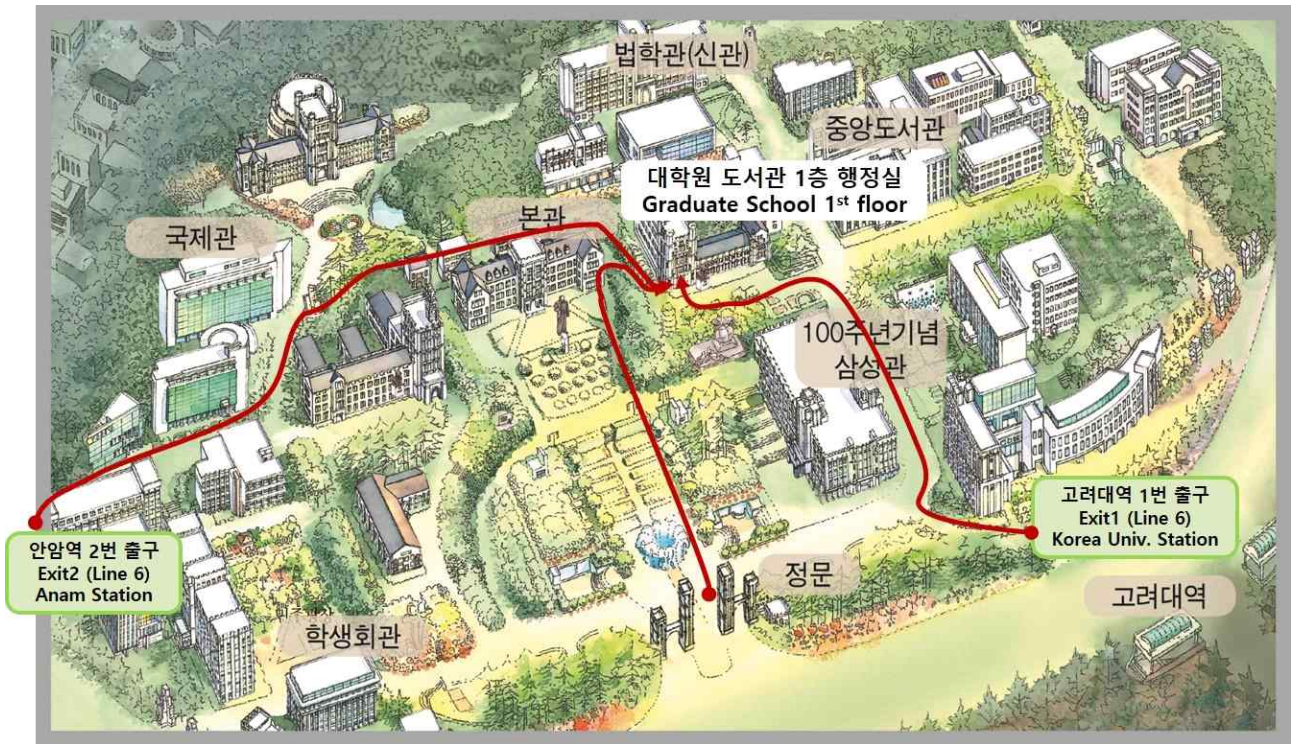 법학관(신관)
중앙도서관
대학원 도서관 1층 행정실
Graduate School 1st floor
본관
국제관
100주년기념
삼성관
고려대역 1번 출구
Exit1 (Line 6)
Korea Univ. Station
안암역 2번 출구
Exit2 (Line 6)
Anam Station
정문
고려대역
학생회관